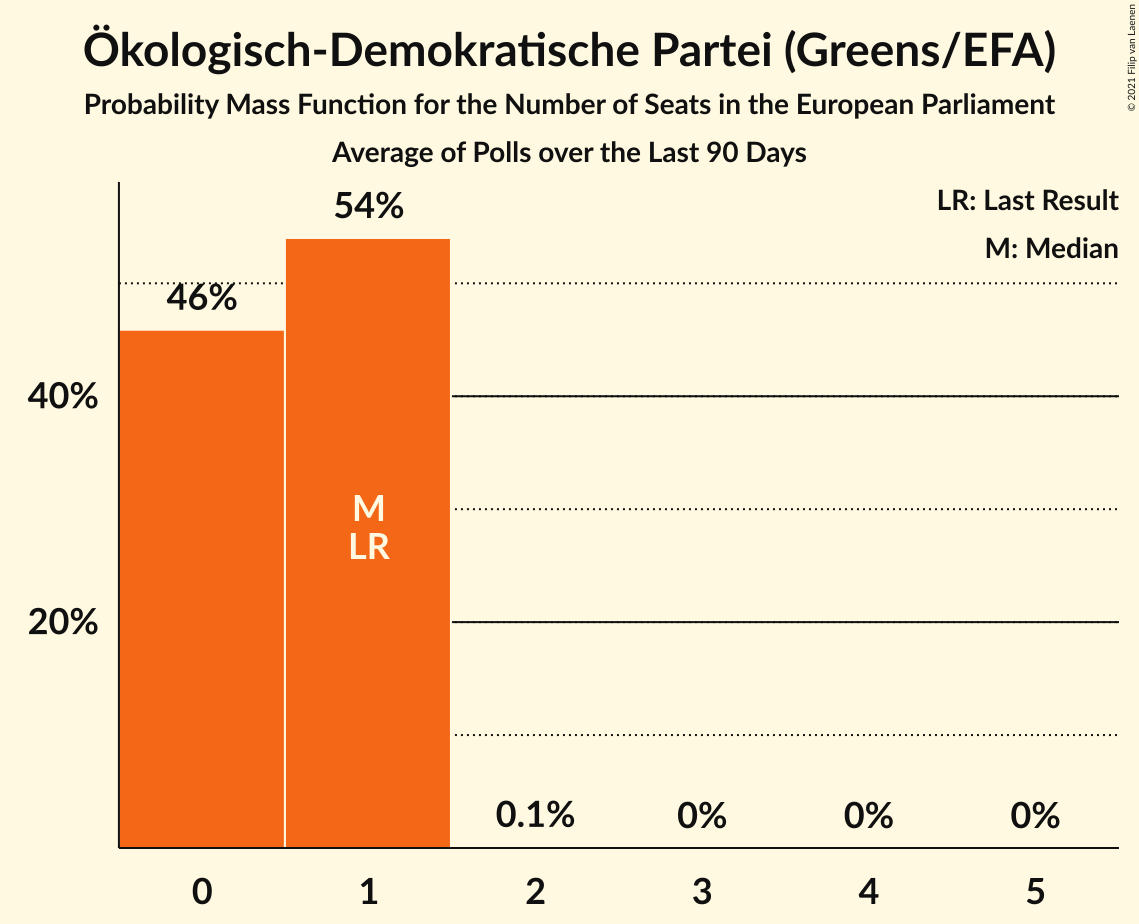 Ökologisch-Demokratische Partei (Greens/EFA)
Probability Mass Function for the Number of Seats in the European Parliament
Average of Polls over the Last 90 Days
© 2021 Filip van Laenen
LR: Last Result
M: Median
54%
46%
40%
20%
M
LR
0.1%
0%
0%
0%
0
1
2
3
4
5